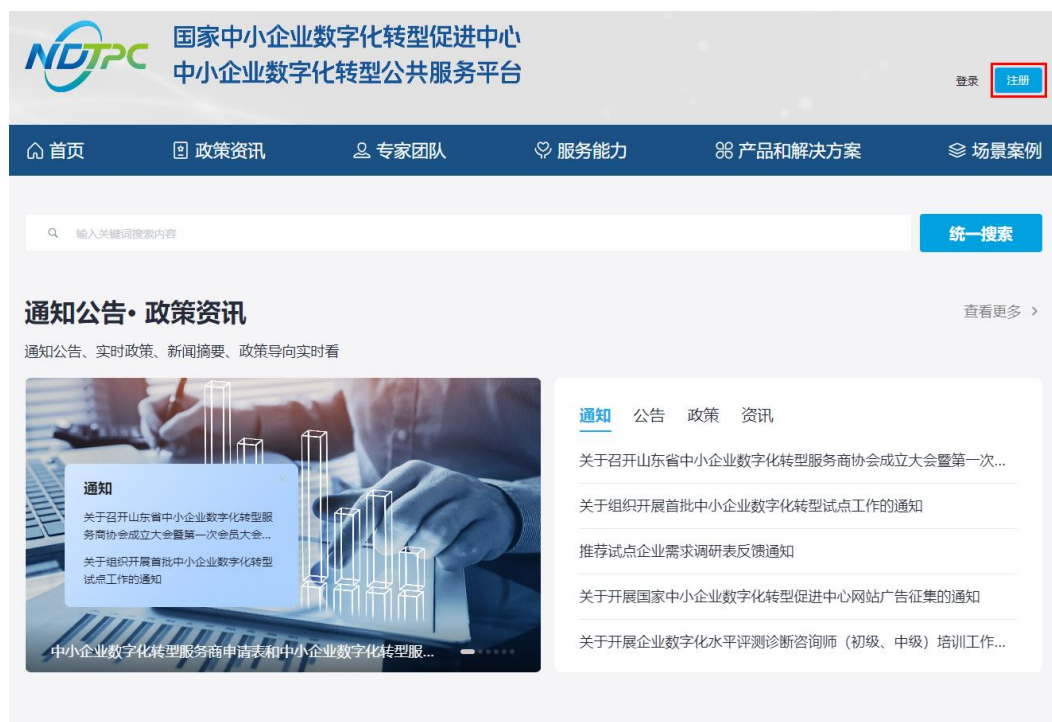 NDTPC
国家中小企业数字化转型促进中心
中小企业数字化转型公共服务平台
登录 注册
首页 政策资讯 专家团队 服务能力 产品和解决方案 场景案例
输入关键词搜索内容 统一搜索
通知公告· 政策资讯
查看更多
通知公告、实时政策、新闻摘要、政策导向实时看
通知
关于召开山东省中小企业数字化转型服
务商协会成立大会暨第一次会员大会...
关于组织开展首批中小企业数字化转型
试点工作的通知
中小企业数字化转型服务商申请表和中小企业数字化转型服...
通知 公告 政策 资讯
关于召开山东省中小企业数字化转型服务商协会成立大会暨第一次...
关于组织开展首批中小企业数字化转型试点工作的通知
推荐试点企业需求调研表反馈通知
关于开展国家中小企业数字化转型促进中心网站广告征集的通知
关于开展企业数字化水平评测诊断咨询师（初级、中级）培训工作...